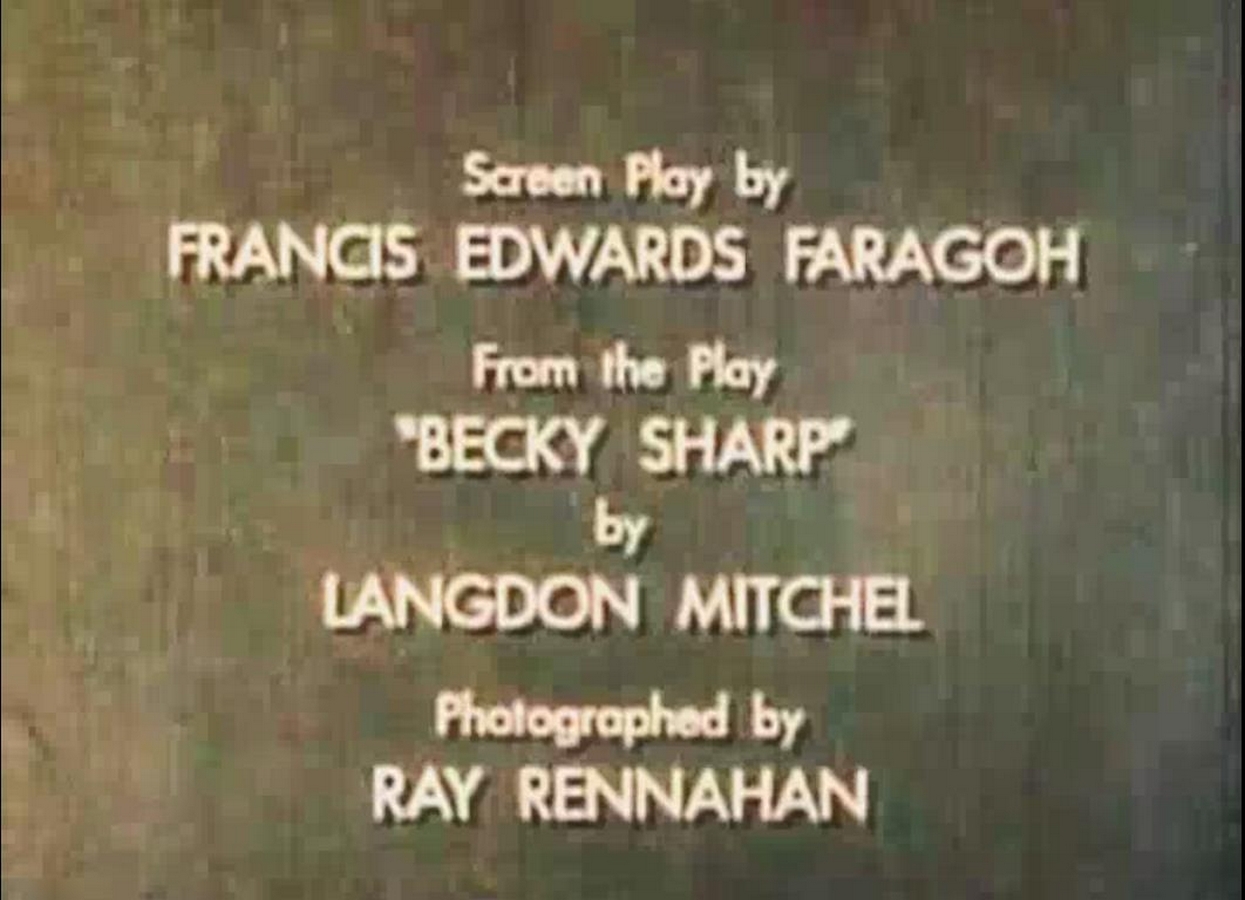 Screen Play by
FRANCIS EDWARDS FARAGOH
From the Play
"BECKY SHARP"
by
LANGDON MITCHEL
Photographed by
RAY RENNAHAN